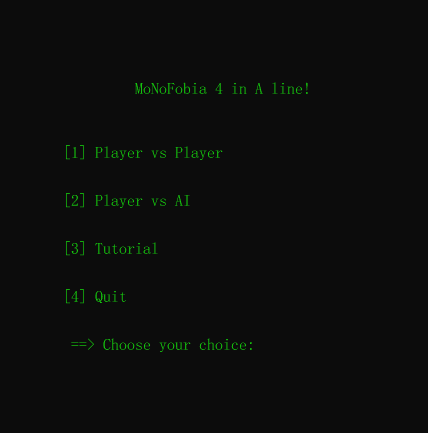 MoNoFobia 4 in A line!
[1] Player vs Player
[2] Player vs AI
[3] Tutorial
[4] Quit
==> Choose your choice: